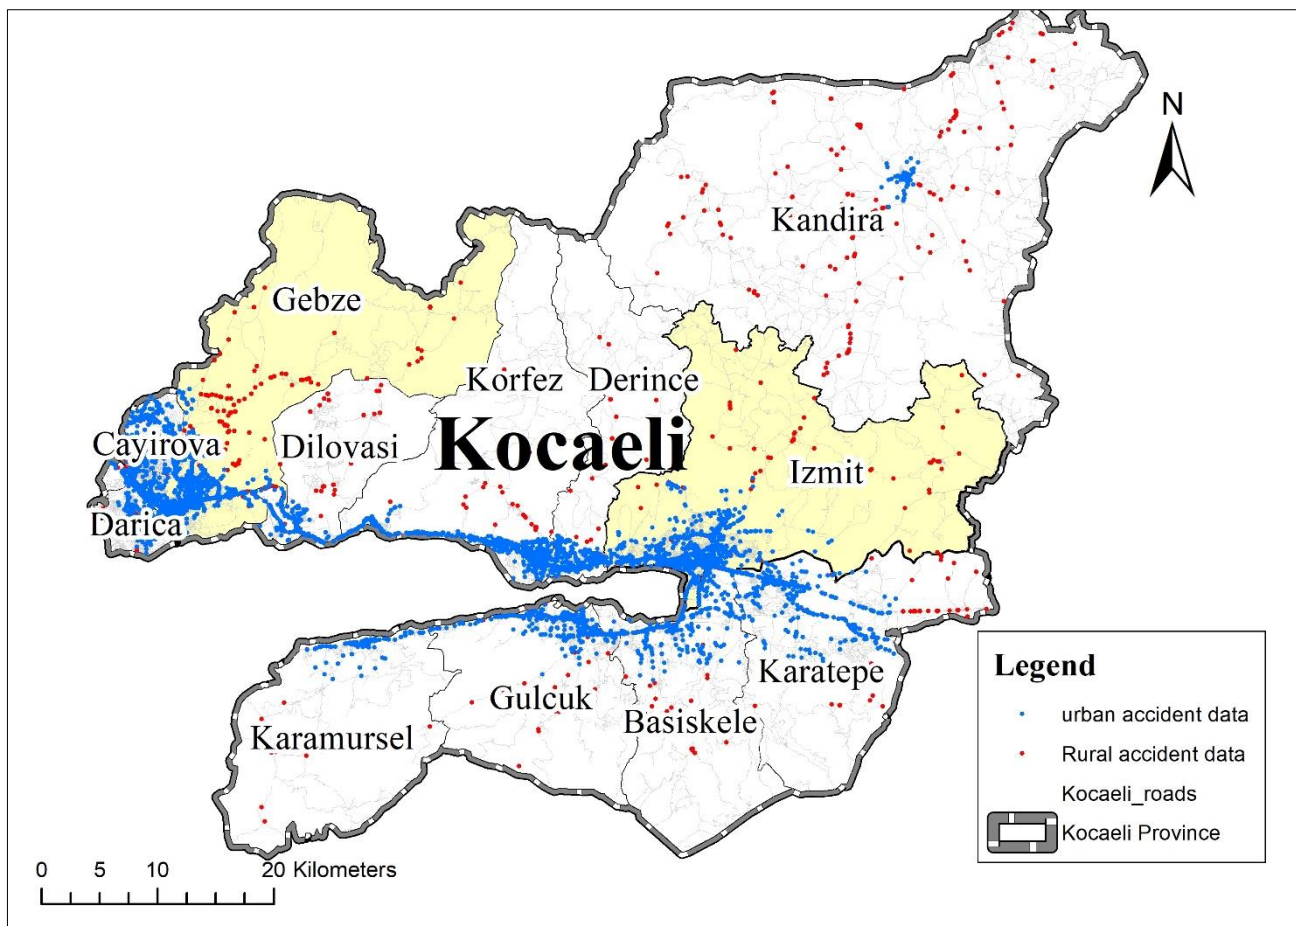 N
Kandira
Gebze
Korfez
Derince
Cayirova
Dilovasi
Kocaeli
Izmit
Darica
Karatepe
Gulcuk
Basiskele
Karamursel
Legend
urban accident data
Rural accident data
Kocaeli_roads
Kocaeli Province
0 5 10 20 Kilometers